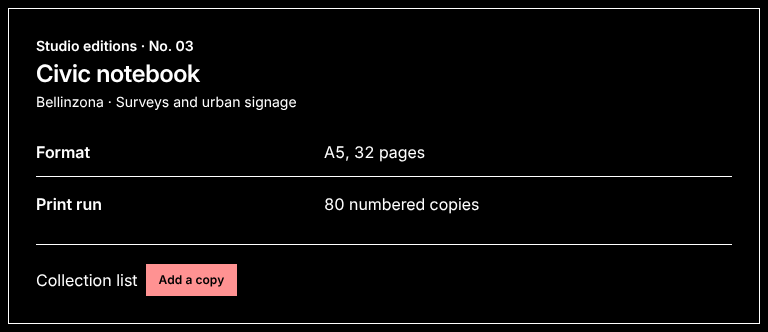 Studio editions · No. 03
Civic notebook
Bellinzona · Surveys and urban signage
Format A5, 32 pages
Print run 80 numbered copies
Collection list Add a copy